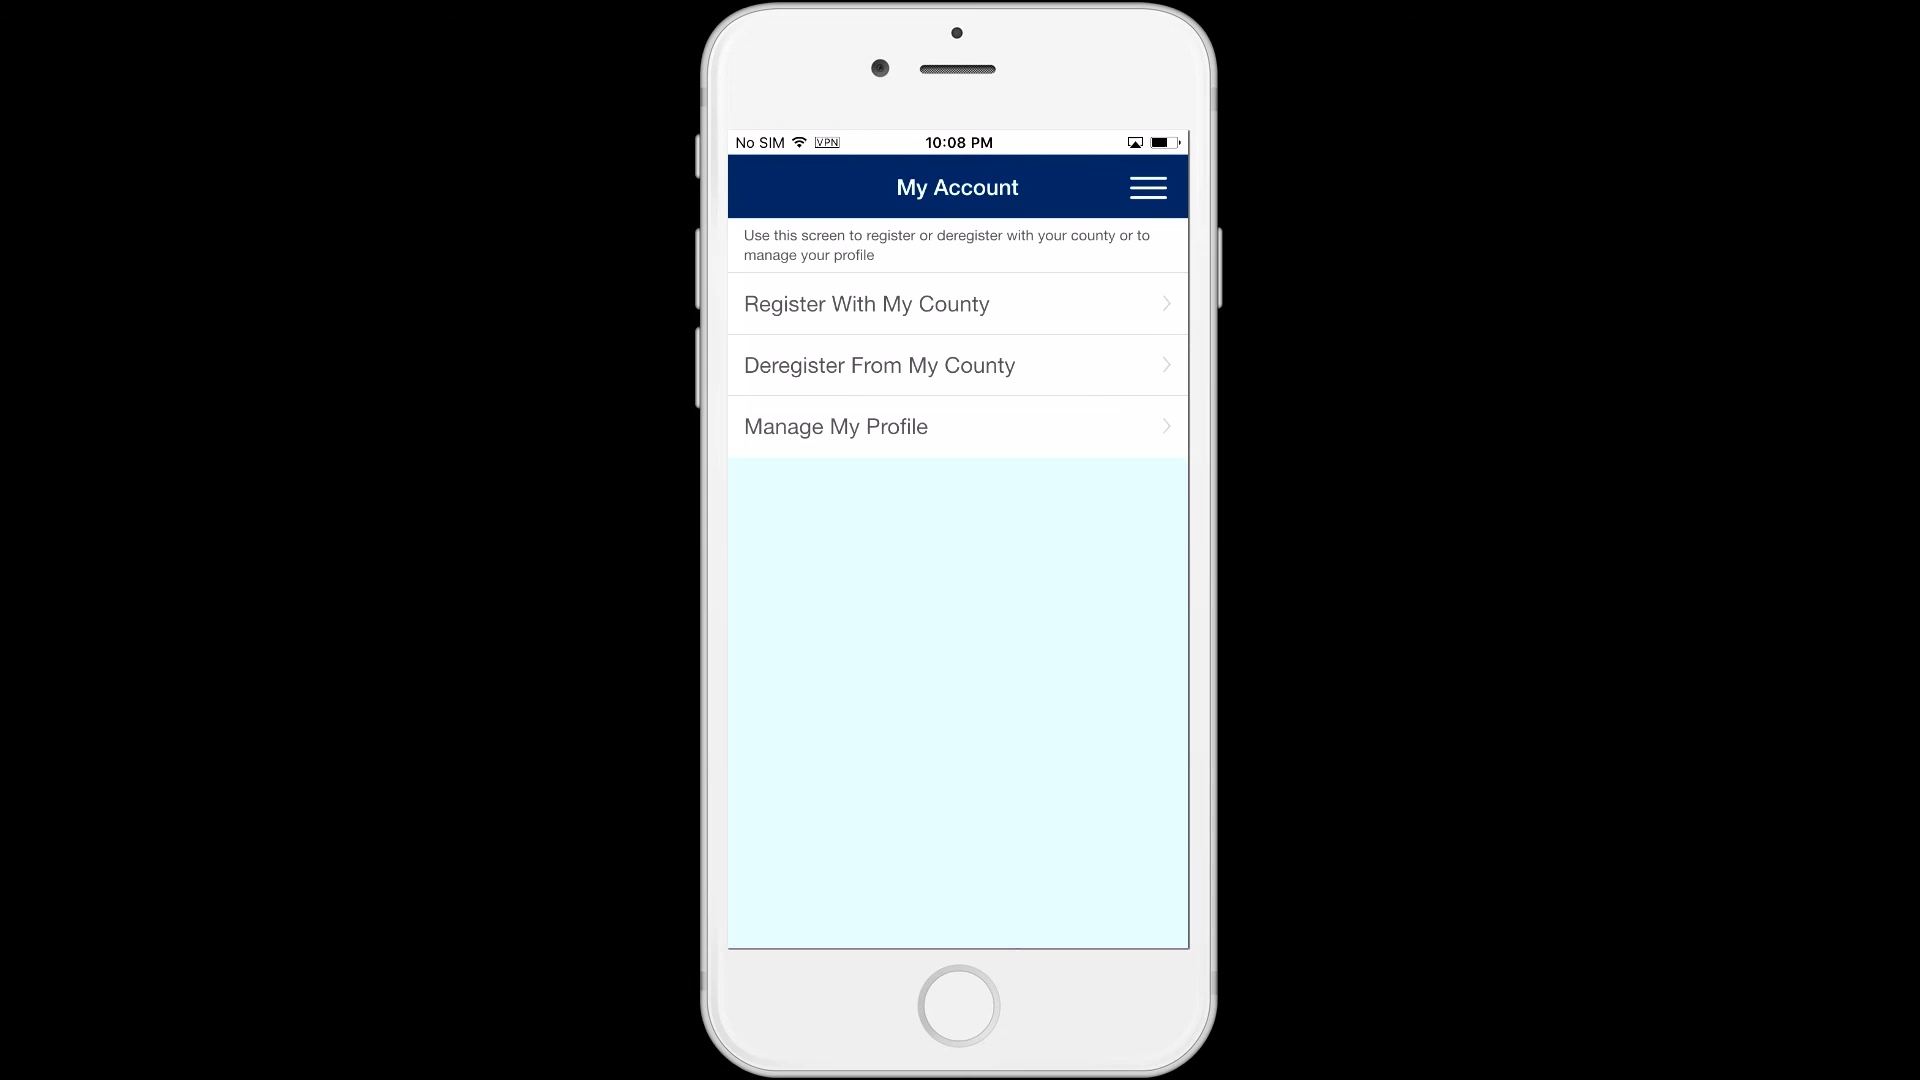 No SIM VPN 10:08 PM
My Account
Use this screen to register or deregister with your county or to
manage your profile
Register With My County
Deregister From My County
Manage My Profile